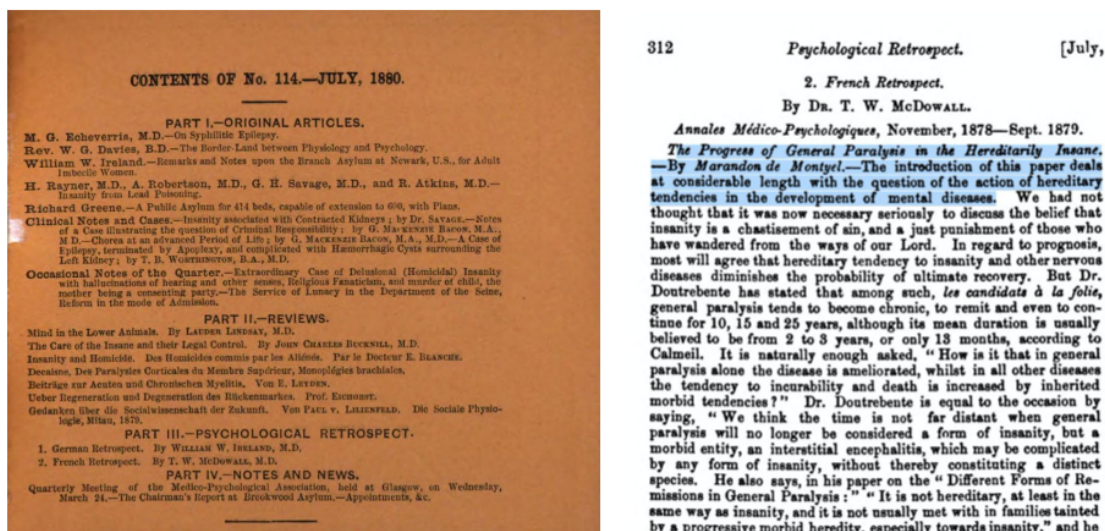 CONTENTS OF No. 114.—JULY, 1880.
PART I.—ORIGINAL ARTICLES.
M. G. Echeverria, M.D.—On Syphilitic Epilepsy.
Rev. W. G. Davies, B.D.—The Border-Land between Physiology and Psychology.
William W. Ireland.—Remarks and Notes upon the Branch Asylum at Newark, U.S., for Adult
Imbecile Women.
H. Rayner, M.D., A. Robertson, M.D., G. H. Savage, M.D., and R. Atkins, M.D.—
Insanity from Lead Poisoning.
Richard Greene.—A Public Asylum for 414 beds, capable of extension to 600, with Plans.
Clinical Notes and Cases.—Insanity associated with Contracted Kidneys; by Dr. SAVAGE.—Notes
of a Case illustrating the question of Criminal Responsibility; by G. MACKENZIE BACON, M.A.,
M D.—Chorea at an advanced Period of Life; by G. MACKENZIE BACON, M.A., M.D.—A Case of
Epilepsy, terminated by Apoplexy, and complicated with Hæmorrhagic Cysts surrounding the
Left Kidney; by T. B. WORTHINGTON, B.A., M.D.
Occasional Notes of the Quarter.—Extraordinary Case of Delusional (Homicidal) Insanity
with hallucinations of hearing and other senses, Religious Fanaticism, and murder of child, the
mother being a consenting party.—The Service of Lunacy in the Department of the Seine,
Reform in the mode of Admission.
PART II.—REVIEWS.
Mind in the Lower Animals. By LAUDER LINDSAY, M.D.
The Care of the Insane and their Legal Control. By JOHN CHARLES BUCKNILL, M.D.
Insanity and Homicide. Des Homicides commis par les Aliénés. Par le Docteur E. BLANCHE.
Decaisne, Des Paralysies Corticales du Membre Supérieur, Monoplégies brachiales.
Beiträge zur Acuten und Chronischen Myelitis. Von E. LEYDEN.
Ueber Regeneration und Degeneration des Rückenmarkes. Prof. EICHORST.
Gedanken über die Socialwissenschaft der Zukunft. Von PAUL V. LILIENFELD. Die Sociale Physio-
logie, Mitau, 1879.
PART III.—PSYCHOLOGICAL RETROSPECT.
1. German Retrospect. By WILLIAM W. IRELAND, M.D.
2. French Retrospect. By T. W. McDOWALL, M.D.
PART IV.—NOTES AND NEWS.
Quarterly Meeting of the Medico-Psychological Association, held at Glasgow, on Wednesday,
March 24.—The Chairman's Report at Brookwood Asylum.—Appointments, &c.
312 Psychological Retrospect. [July,
2. French Retrospect.
By DR. T. W. McDOWALL.
Annales Médico-Psychologiques, November, 1878—Sept. 1879.
The Progress of General Paralysis in the Hereditarily Insane.
—By Marandon de Montyel.—The introduction of this paper deals
at considerable length with the question of the action of hereditary
tendencies in the development of mental diseases. We had not
thought that it was now necessary seriously to discuss the belief that
insanity is a chastisement of sin, and a just punishment of those who
have wandered from the ways of our Lord. In regard to prognosis,
most will agree that hereditary tendency to insanity and other nervous
diseases diminishes the probability of ultimate recovery. But Dr.
Doutrebente has stated that among such, les candidats à la folie,
general paralysis tends to become chronic, to remit and even to con-
tinue for 10, 15 and 25 years, although its mean duration is usually
believed to be from 2 to 3 years, or only 13 months, according to
Calmeil. It is naturally enough asked, "How is it that in general
paralysis alone the disease is ameliorated, whilst in all other diseases
the tendency to incurability and death is increased by inherited
morbid tendencies?" Dr. Doutrebente is equal to the occasion by
saying, "We think the time is not far distant when general
paralysis will no longer be considered a form of insanity, but a
morbid entity, an interstitial encephalitis, which may be complicated
by any form of insanity, without thereby constituting a distinct
species. He also says, in his paper on the "Different Forms of Re-
missions in General Paralysis:" "It is not hereditary, at least in the
same way as insanity, and it is not usually met with in families tainted
by a progressive morbid heredity, especially towards insanity," and he